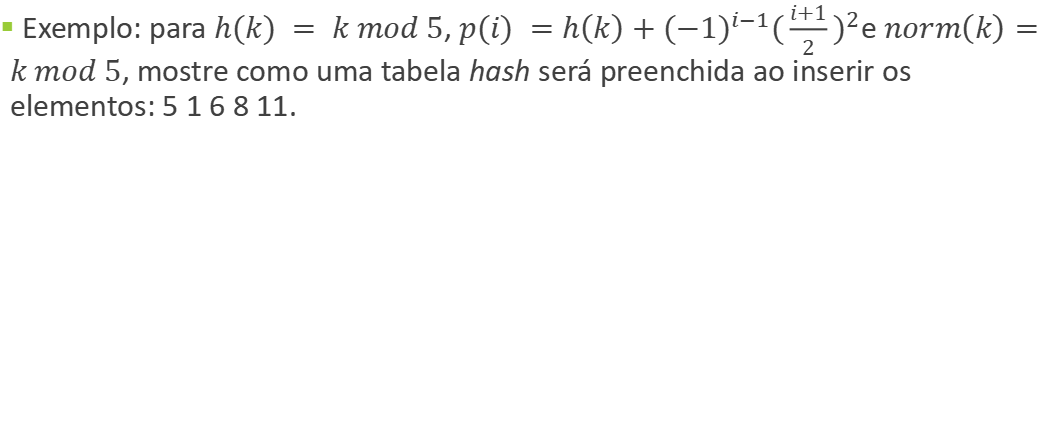 ▪ Exemplo: para h(k) = k mod 5, p(i) = h(k) + (−1)^{i−1}(\frac{i+1}{2})^2 e norm(k) =
k mod 5, mostre como uma tabela hash será preenchida ao inserir os
elementos: 5 1 6 8 11.